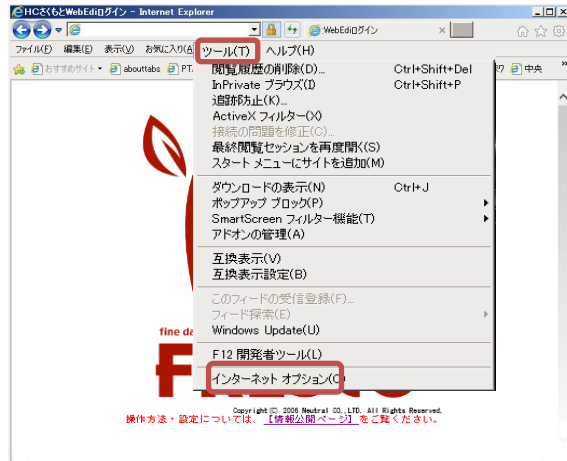 HCさくもとWebEdiログイン - Internet Explorer
WebEdiログイン
ファイル(F) 編集(E) 表示(V) お気に入り(A) ツール(T) ヘルプ(H)
おすすめサイト abouttabs 中央
閲覧履歴の削除(D)... Ctrl+Shift+Del
InPrivate ブラウズ(I) Ctrl+Shift+P
追跡防止(K)...
ActiveX フィルター(X)
接続の問題を修正(C)...
最終閲覧セッションを再度開く(S)
スタート メニューにサイトを追加(M)
ダウンロードの表示(N) Ctrl+J
ポップアップ ブロック(P)
SmartScreen フィルター機能(T)
アドオンの管理(A)
互換表示(V)
互換表示設定(B)
このフィードの受信登録(F)...
フィード探索(E)
Windows Update(U)
F12 開発者ツール(L)
インターネット オプション(O)
fine da
Copyright(C) 2006 Neutral CO.,LTD. All Rights Reserved.
操作方法・設定については、【情報公開ページ】をご覧ください。